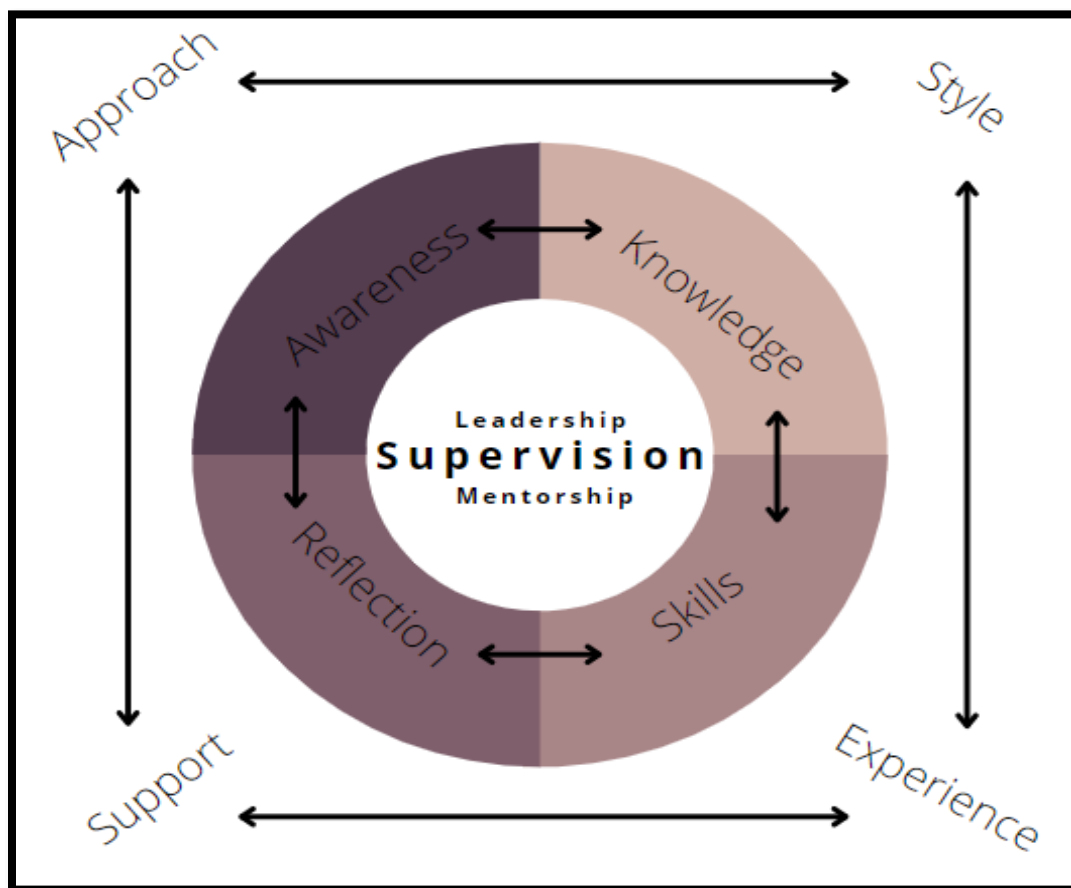 Approach
Style
Awareness
Knowledge
Leadership
Supervision
Mentorship
Reflection
Skills
Support
Experience